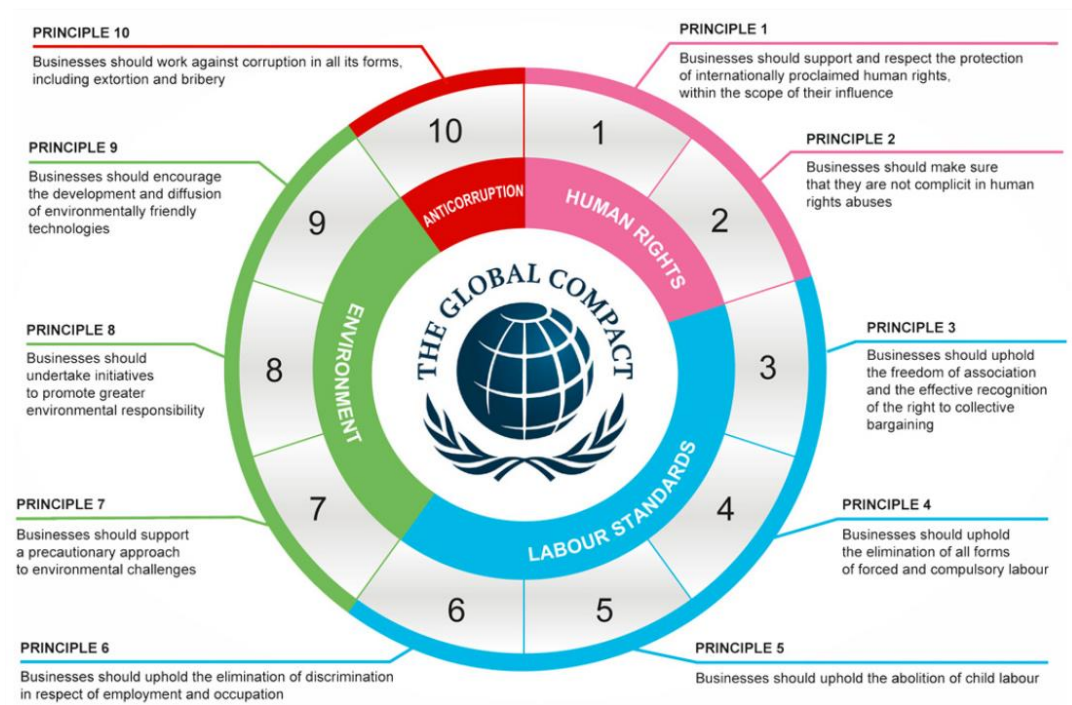 PRINCIPLE 1
Businesses should support and respect the protection
of internationally proclaimed human rights,
within the scope of their influence
PRINCIPLE 2
Businesses should make sure
that they are not complicit in human
rights abuses
PRINCIPLE 3
Businesses should uphold
the freedom of association
and the effective recognition
of the right to collective
bargaining
PRINCIPLE 4
Businesses should uphold
the elimination of all forms
of forced and compulsory labour
PRINCIPLE 5
Businesses should uphold the abolition of child labour
PRINCIPLE 6
Businesses should uphold the elimination of discrimination
in respect of employment and occupation
PRINCIPLE 7
Businesses should support
a precautionary approach
to environmental challenges
PRINCIPLE 8
Businesses should
undertake initiatives
to promote greater
environmental responsibility
PRINCIPLE 9
Businesses should encourage
the development and diffusion
of environmentally friendly
technologies
PRINCIPLE 10
Businesses should work against corruption in all its forms,
including extortion and bribery
1
2
3
4
5
6
7
8
9
10
HUMAN RIGHTS
LABOUR STANDARDS
ENVIRONMENT
ANTICORRUPTION
THE GLOBAL COMPACT